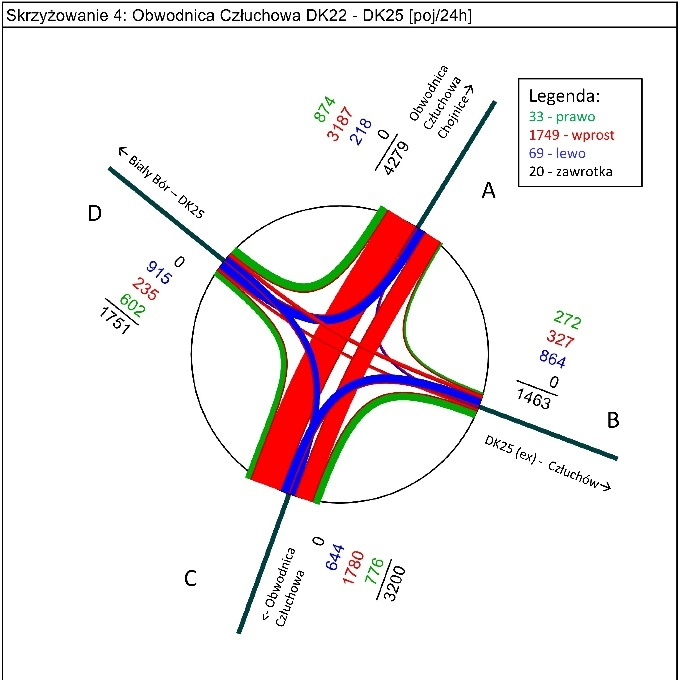 Skrzyżowanie 4: Obwodnica Człuchowa DK22 - DK25 [poj/24h]
Legenda:
33 - prawo
1749 - wprost
69 - lewo
20 - zawrotka
Obwodnica
Człuchowa
Chojnice→
874
3187
218
0
4279
A
← Biały Bór – DK25
D
0
915
235
602
1751
272
327
864
0
1463
B
DK25 (ex) - Człuchów→
C
<- Obwodnica
Człuchowa
0
644
1780
776
3200